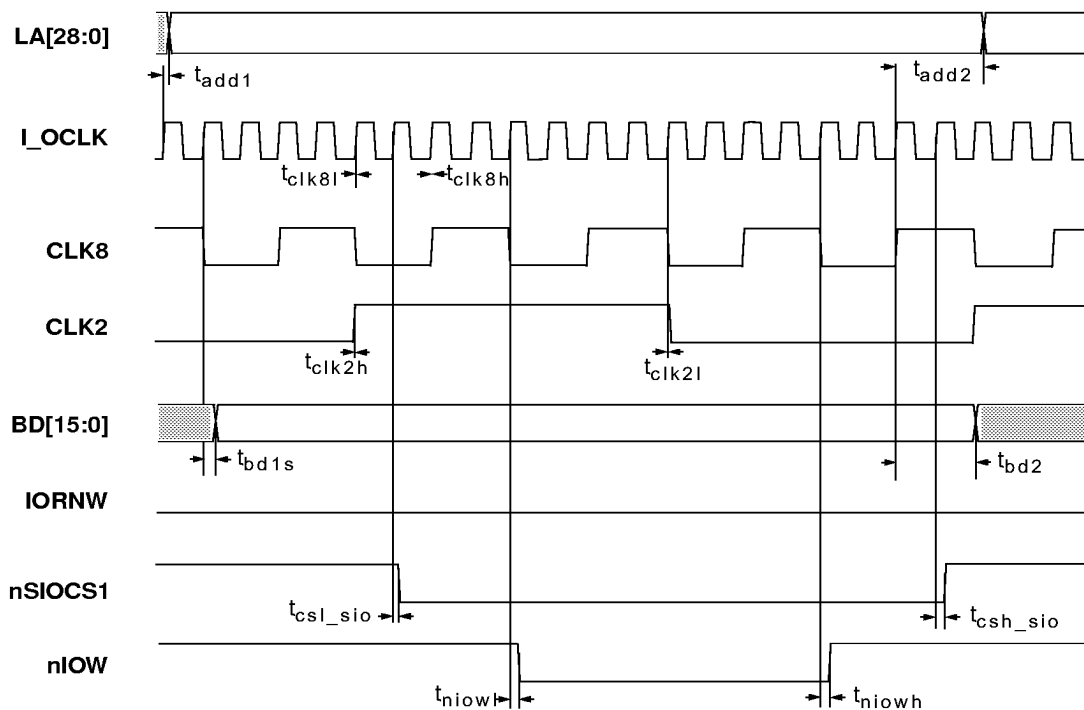 LA[28:0]
tadd1
tadd2
I_OCLK
tclk8l
tclk8h
CLK8
CLK2
tclk2h
tclk2l
BD[15:0]
tbd1s
tbd2
IORNW
nSIOCS1
tcsl_sio
tcsh_sio
nIOW
tniowl
tniowh